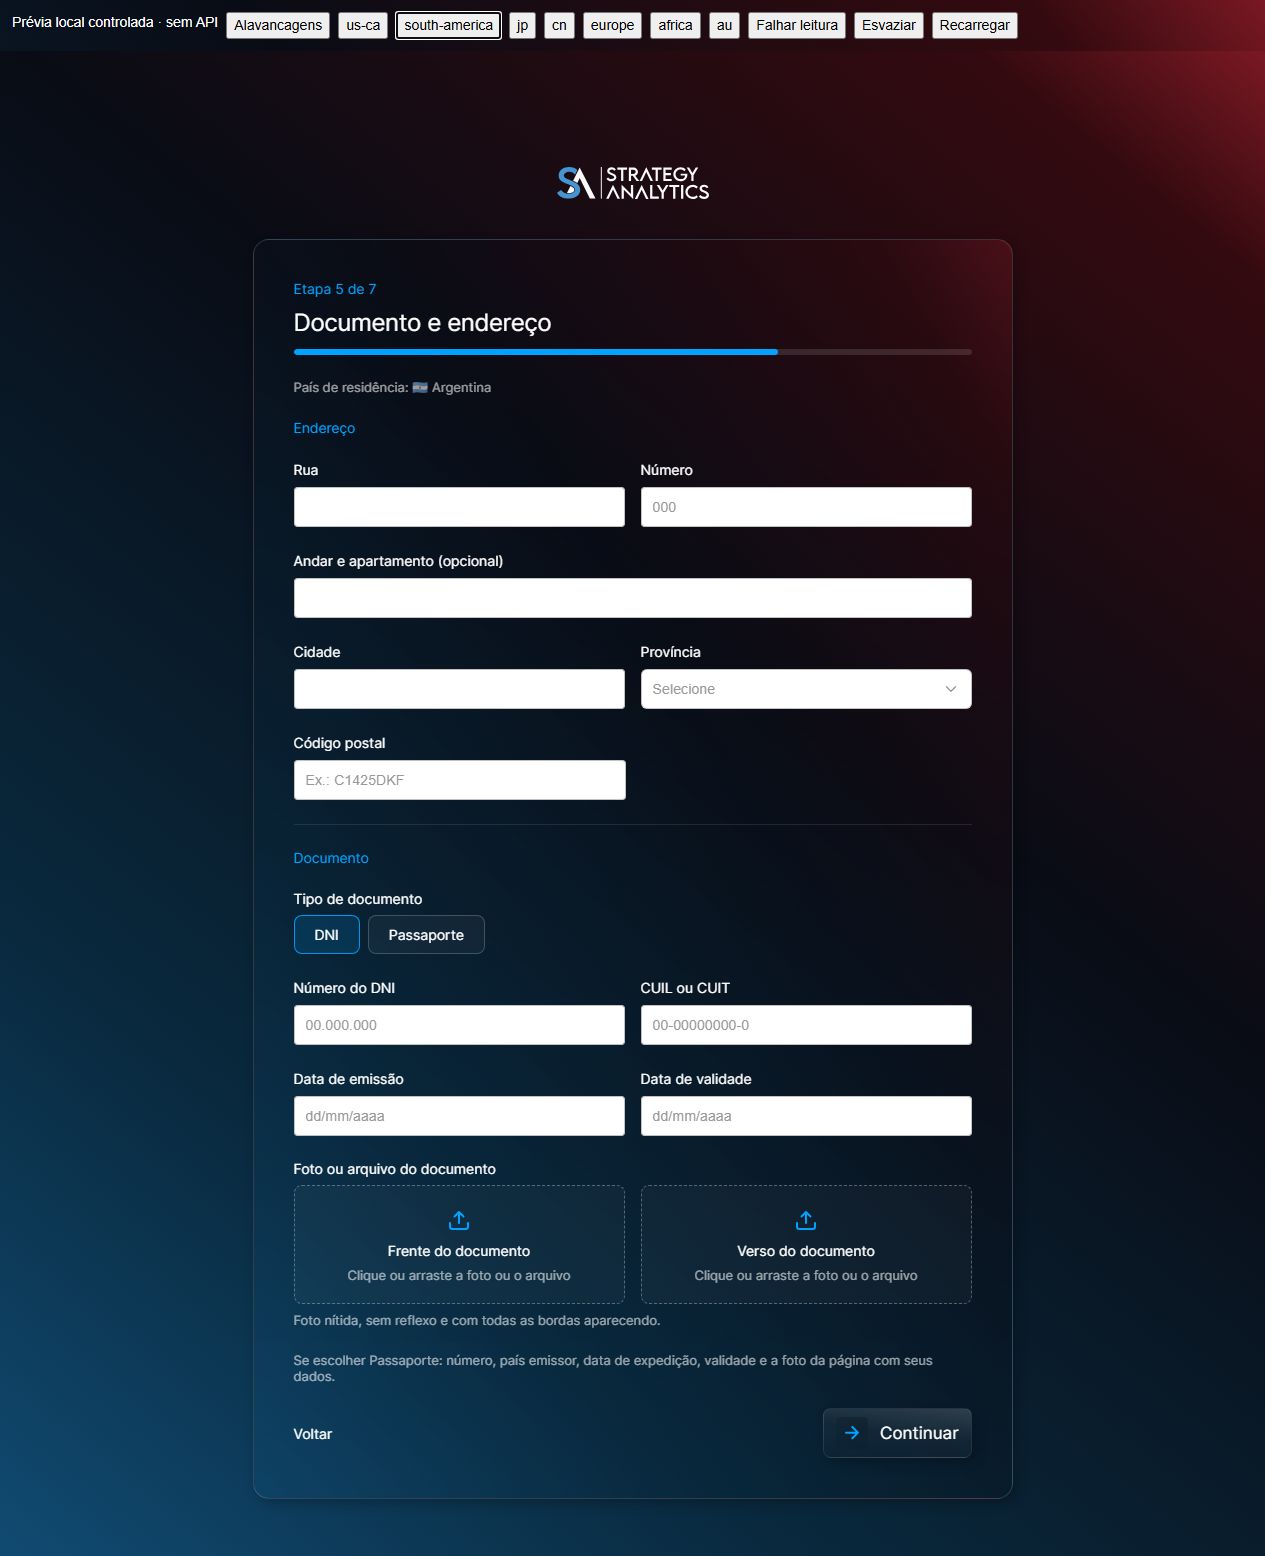 Prévia local controlada · sem API Alavancagens us-ca south-america jp cn europe africa au Falhar leitura Esvaziar Recarregar
SA STRATEGY
ANALYTICS
Etapa 5 de 7
Documento e endereço
País de residência: 🇦🇷 Argentina
Endereço
Rua Número
000
Andar e apartamento (opcional)
Cidade Província
Selecione
Código postal
Ex.: C1425DKF
Documento
Tipo de documento
DNI Passaporte
Número do DNI CUIL ou CUIT
00.000.000 00-00000000-0
Data de emissão Data de validade
dd/mm/aaaa dd/mm/aaaa
Foto ou arquivo do documento
Frente do documento Verso do documento
Clique ou arraste a foto ou o arquivo Clique ou arraste a foto ou o arquivo
Foto nítida, sem reflexo e com todas as bordas aparecendo.
Se escolher Passaporte: número, país emissor, data de expedição, validade e a foto da página com seus
dados.
Voltar Continuar